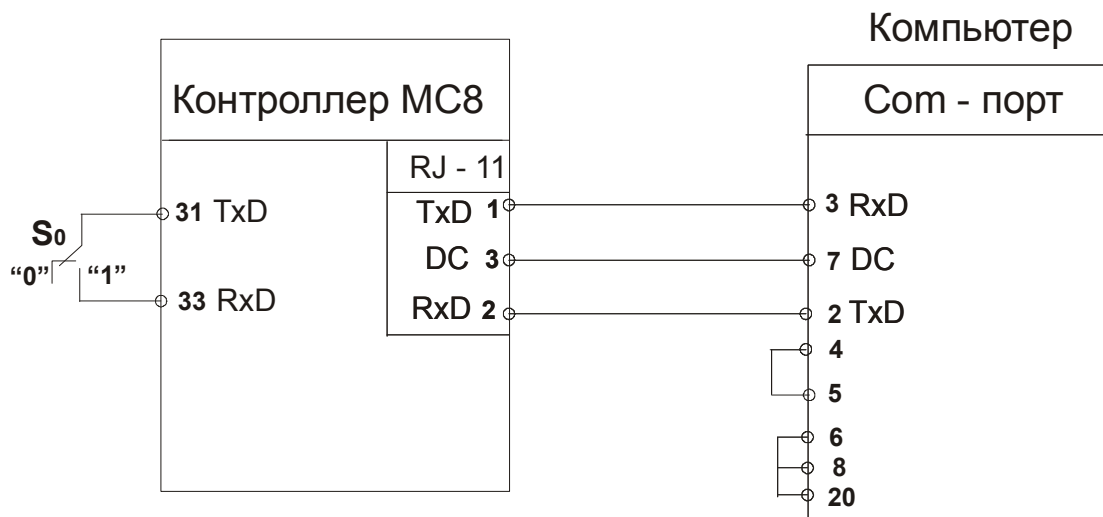 Компьютер
Контроллер МС8
Com - порт
RJ - 11
31 TxD
TxD 1
3 RxD
S0
“0” “1”
DC 3
7 DC
33 RxD
RxD 2
2 TxD
4
5
6
8
20